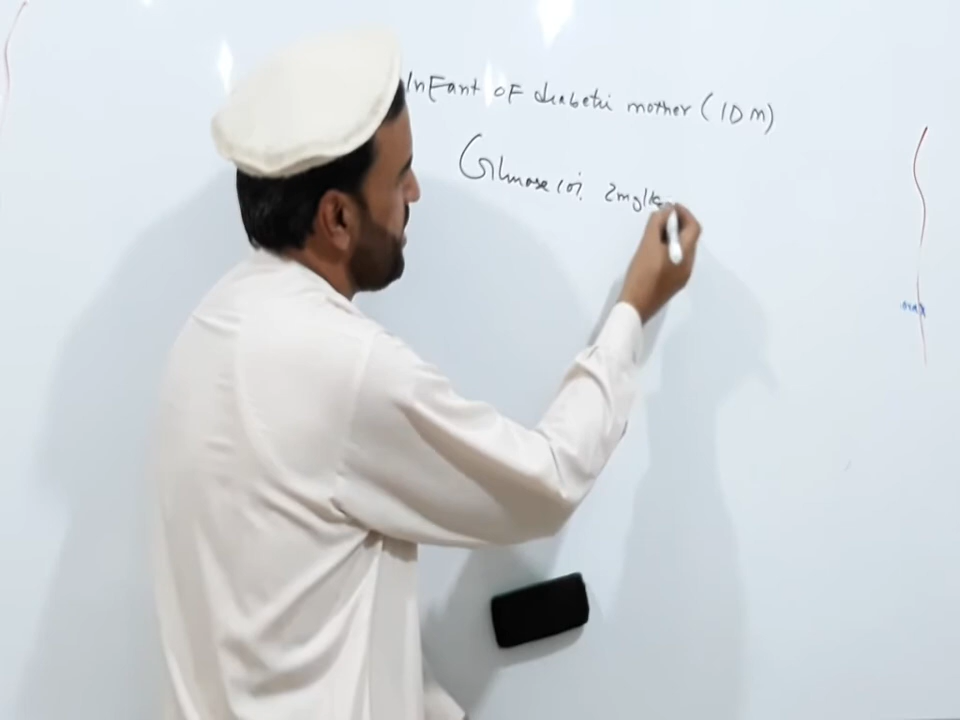 InFant OF diabetic mother (IDM)
Glucose 10% 2mg/kg